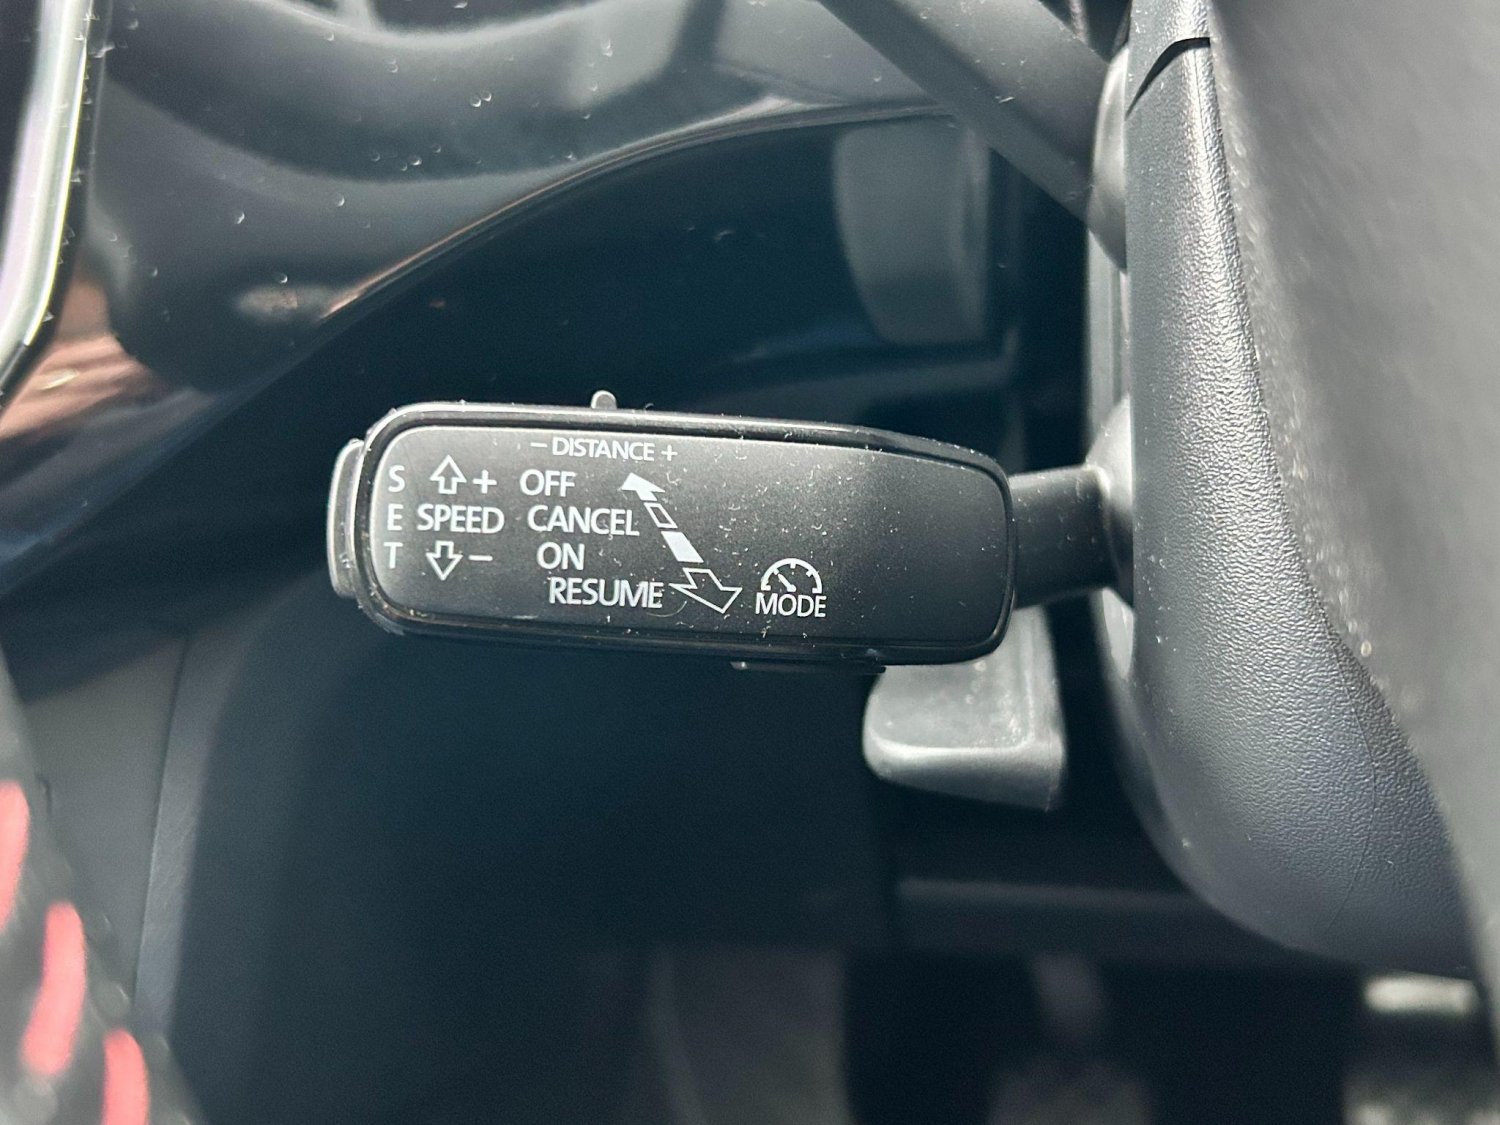 − DISTANCE +
S + OFF
E SPEED CANCEL
T − ON
RESUME
MODE